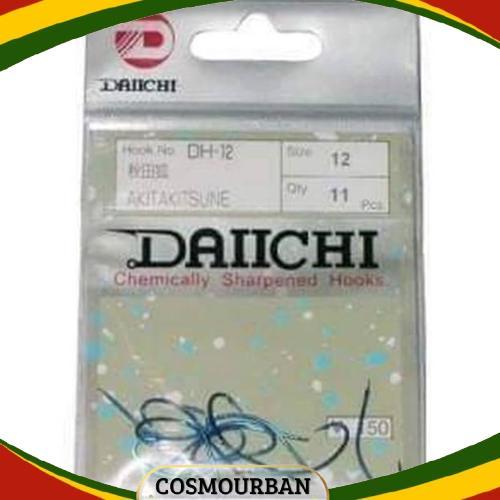 DAIICHI
Hook No. DH-12
秋田狐
AKITAKITSUNE
Size 12
Qty 11 Pcs
DAIICHI
Chemically Sharpened Hooks.
150
COSMOURBAN